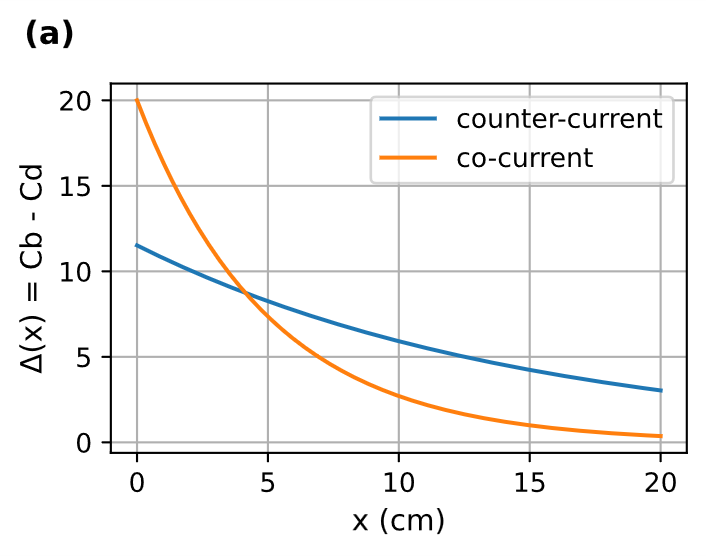 (a)
20
15
10
5
0
Δ(x) = Cb - Cd
counter-current
co-current
0 5 10 15 20
x (cm)